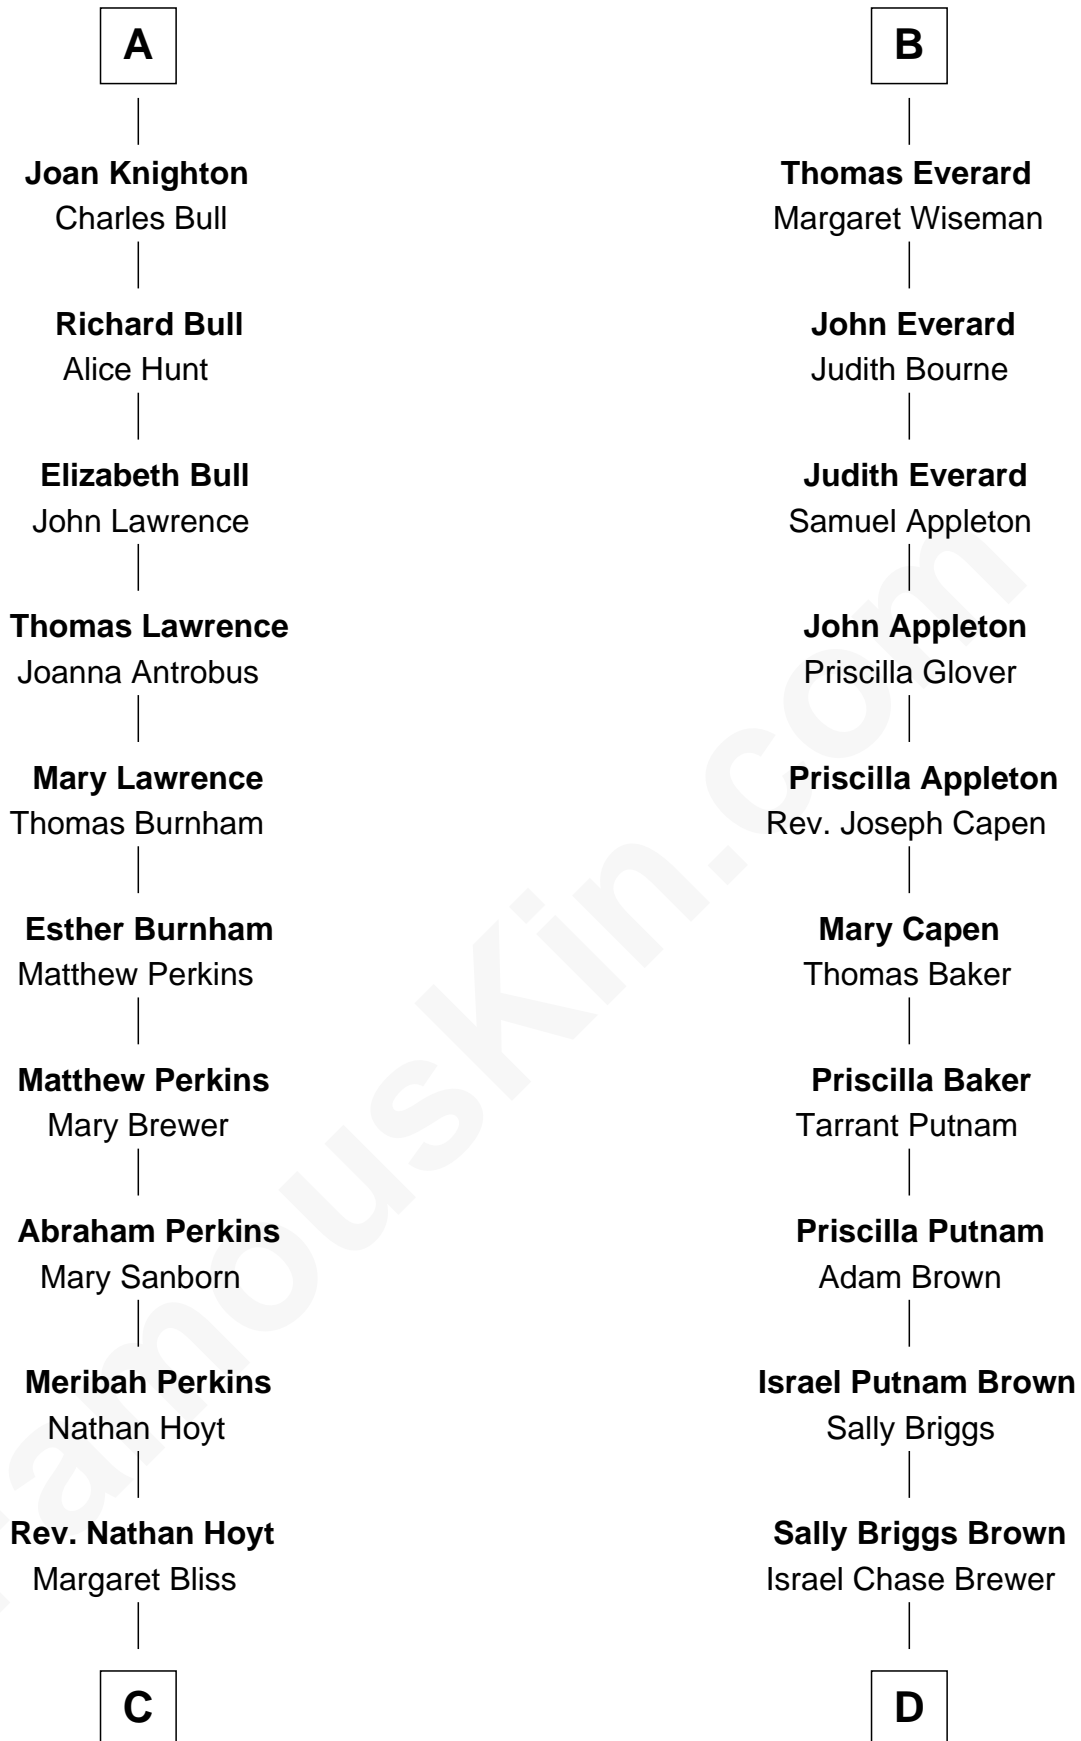 A
Joan Knighton
Charles Bull
Richard Bull
Alice Hunt
Elizabeth Bull
John Lawrence
Thomas Lawrence
Joanna Antrobus
Mary Lawrence
Thomas Burnham
Esther Burnham
Matthew Perkins
Matthew Perkins
Mary Brewer
Abraham Perkins
Mary Sanborn
Meribah Perkins
Nathan Hoyt
Rev. Nathan Hoyt
Margaret Bliss
C
B
Thomas Everard
Margaret Wiseman
John Everard
Judith Bourne
Judith Everard
Samuel Appleton
John Appleton
Priscilla Glover
Priscilla Appleton
Rev. Joseph Capen
Mary Capen
Thomas Baker
Priscilla Baker
Tarrant Putnam
Priscilla Putnam
Adam Brown
Israel Putnam Brown
Sally Briggs
Sally Briggs Brown
Israel Chase Brewer
D
FamousKin.com